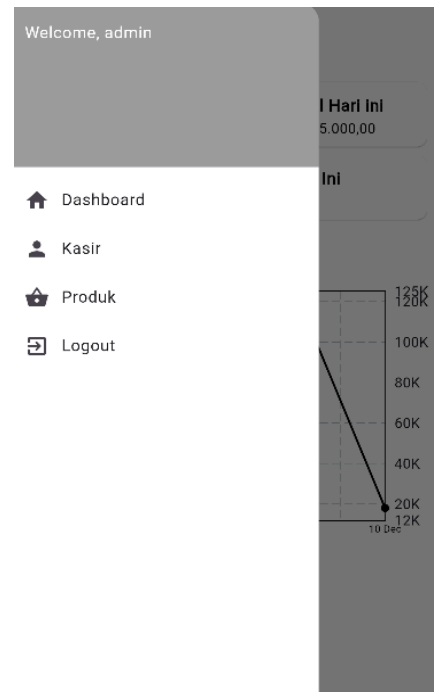 Welcome, admin
l Hari ini
5.000,00
Ini
Dashboard
Kasir
Produk
Logout
125K
120K
100K
80K
60K
40K
20K
12K
10 Dec